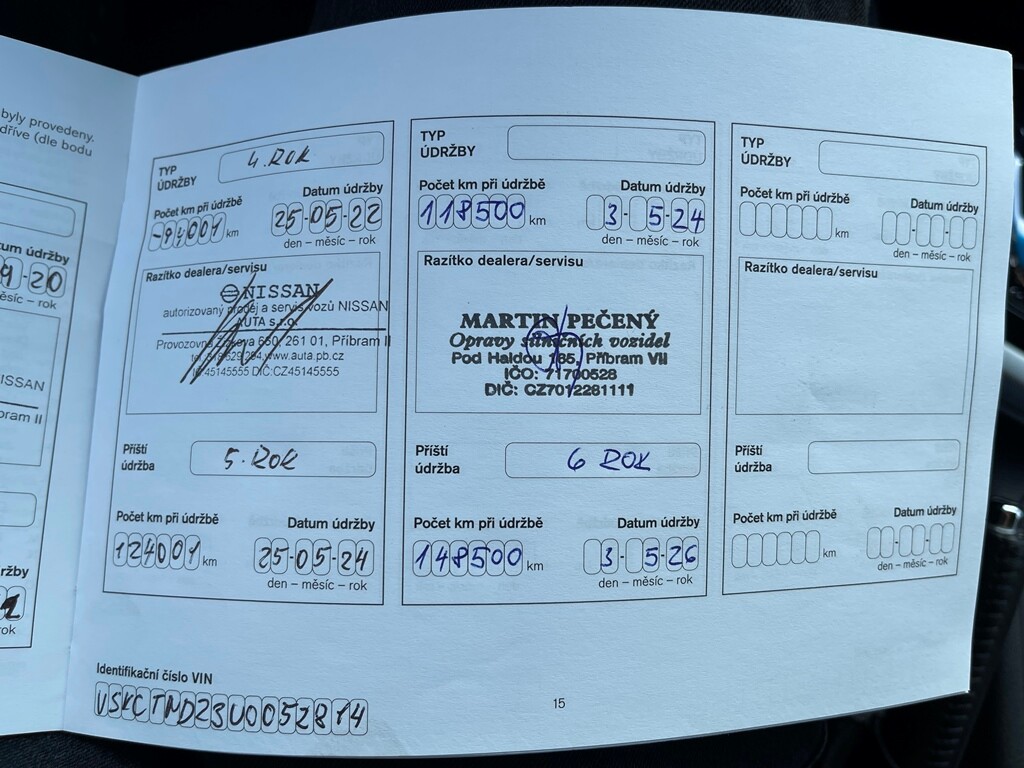 byly provedeny.
dříve (dle bodu
tum údržby
9-20
ěsíc – rok
ISSAN
bram II
ržby
rok
TYP
ÚDRŽBY
4. ROK
Počet km při údržbě
Datum údržby
-94001 km
25-05-22
den – měsíc – rok
Razítko dealera/servisu
NISSAN
autorizovaný prodej a servis vozů NISSAN
AUTA s.r.o.
650, 261 01, Příbram II
www.auta.pb.cz
45145555 DIČ:CZ45145555
Příští
údržba
5. ROK
Počet km při údržbě
Datum údržby
124001 km
25-05-24
den – měsíc – rok
TYP
ÚDRŽBY
Počet km při údržbě
Datum údržby
118500 km
3-5-24
den – měsíc – rok
Razítko dealera/servisu
MARTIN PEČENÝ
Opravy silničních vozidel
Pod Haldou 185, Příbram VII
IČO: 71700528
DIČ: CZ7012281111
Příští
údržba
6 ROK
Počet km při údržbě
Datum údržby
148500 km
3-5-26
den – měsíc – rok
TYP
ÚDRŽBY
Počet km při údržbě
Datum údržby
km
den – měsíc – rok
Razítko dealera/servisu
Příští
údržba
Počet km při údržbě
Datum údržby
km
den – měsíc – rok
Identifikační číslo VIN
VSKCTND23U0052814
15